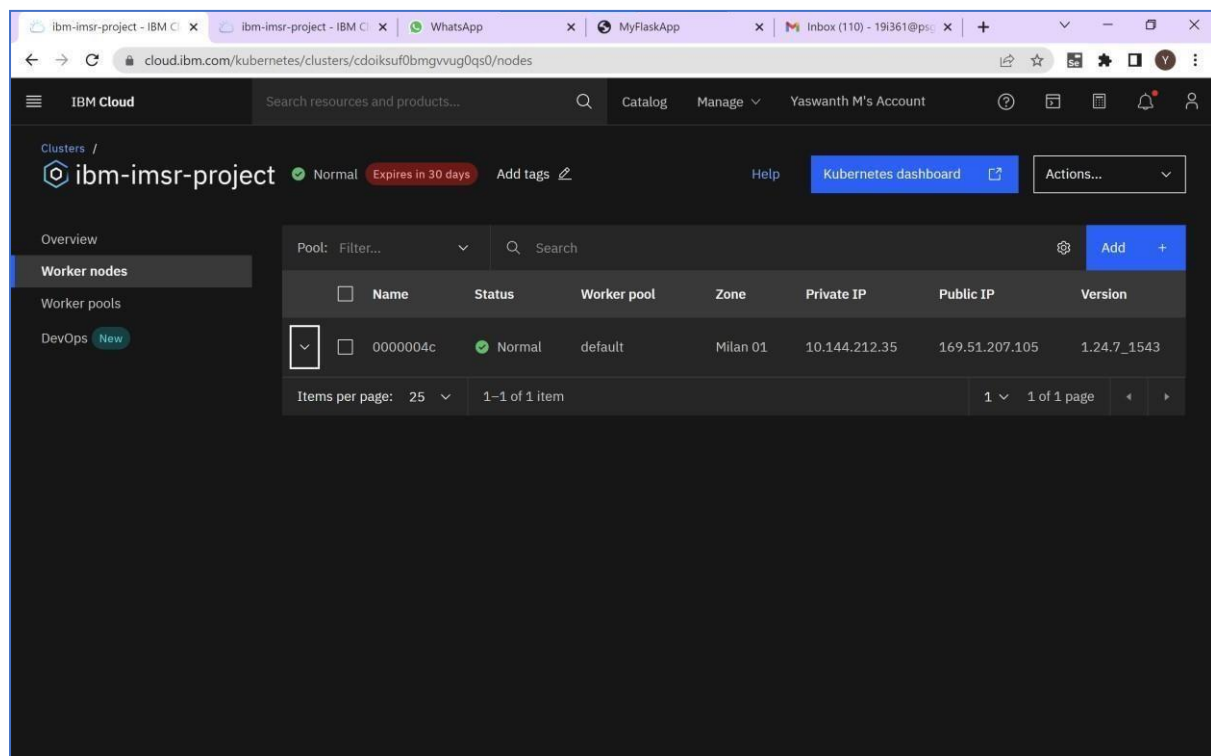 ibm-imsr-project - IBM Cl ibm-imsr-project - IBM Cl WhatsApp MyFlaskApp Inbox (110) - 19i361@psg
cloud.ibm.com/kubernetes/clusters/cdoiksuf0bmgvvug0qs0/nodes Se Y
IBM Cloud Search resources and products... Catalog Manage Yaswanth M's Account
Clusters /
ibm-imsr-project Normal Expires in 30 days Add tags Help Kubernetes dashboard Actions...
Overview
Worker nodes
Worker pools
DevOps New
Pool: Filter... Search Add +
Name Status Worker pool Zone Private IP Public IP Version
0000004c Normal default Milan 01 10.144.212.35 169.51.207.105 1.24.7_1543
Items per page: 25 1–1 of 1 item 1 1 of 1 page